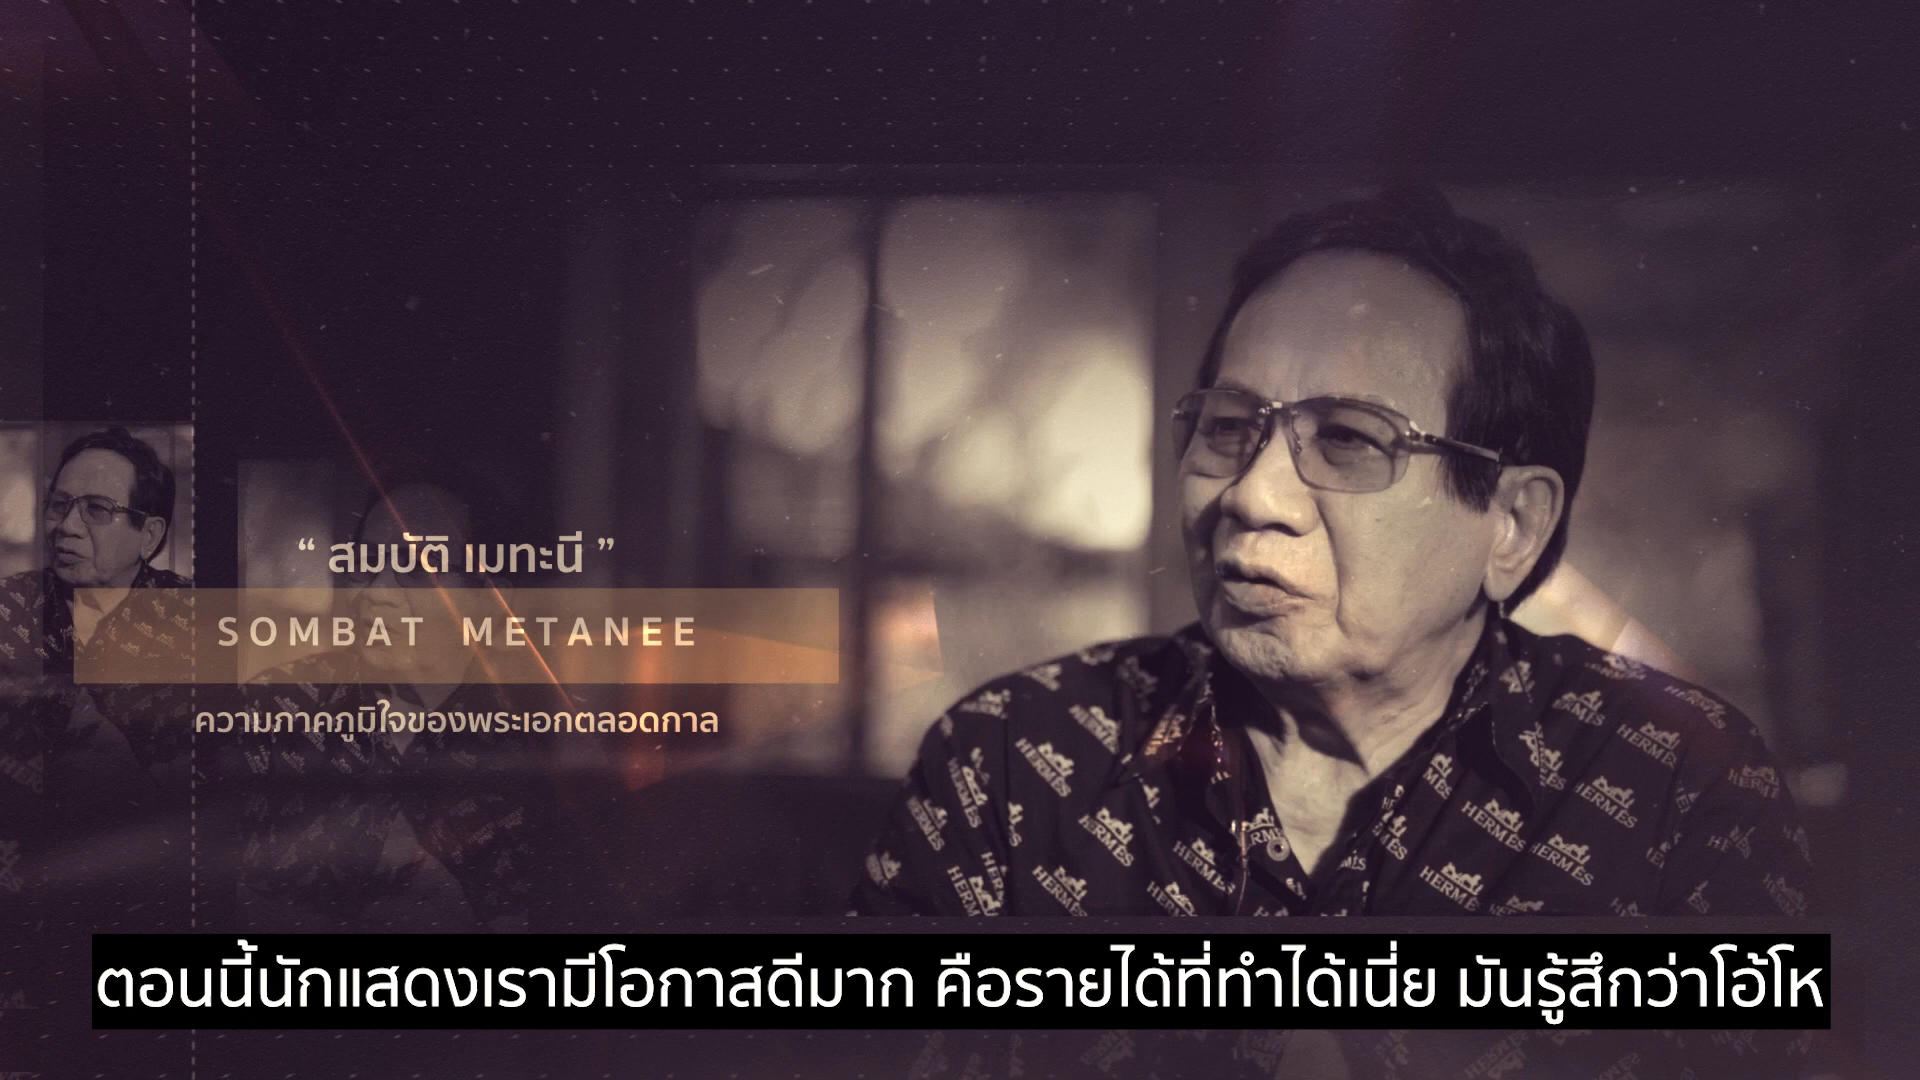 “ สมบัติ เมทะนี ”
SOMBAT METANEE
ความภาคภูมิใจของพระเอกตลอดกาล
HERMÈS
ตอนนี้นักแสดงเรามีโอกาสดีมาก คือรายได้ที่ทำได้เนี่ย มันรู้สึกว่าโอ้โห